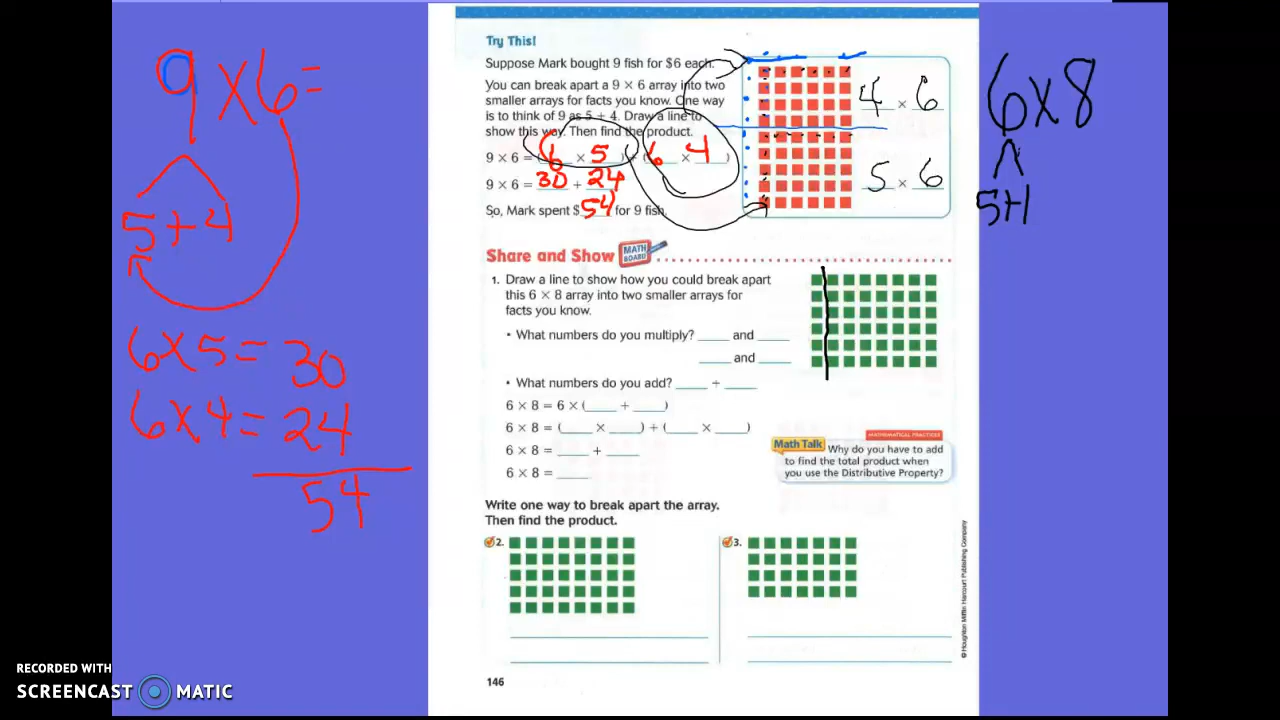 9 × 6 =
5 + 4
6 × 5 = 30
6 × 4 = 24
54
Try This!
Suppose Mark bought 9 fish for $6 each.
You can break apart a 9 × 6 array into two
smaller arrays for facts you know. One way
is to think of 9 as 5 + 4. Draw a line to
show this way. Then find the product.
9 × 6 = (6 × 5) + (6 × 4)
9 × 6 = 30 + 24
54
So, Mark spent $____ for 9 fish.
4 × 6
5 × 6
Share and Show
MATH BOARD
1. Draw a line to show how you could break apart
this 6 × 8 array into two smaller arrays for
facts you know.
• What numbers do you multiply? ____ and ____
____ and ____
• What numbers do you add? ____ + ____
6 × 8 = 6 × (____ + ____)
6 × 8 = (____ × ____) + (____ × ____)
6 × 8 = ____ + ____
6 × 8 = ____
MATHEMATICAL PRACTICES
Math Talk Why do you have to add
to find the total product when
you use the Distributive Property?
Write one way to break apart the array.
Then find the product.
2.
3.
© Houghton Mifflin Harcourt Publishing Company
146
6 × 8
5 + 1
RECORDED WITH
SCREENCAST MATIC